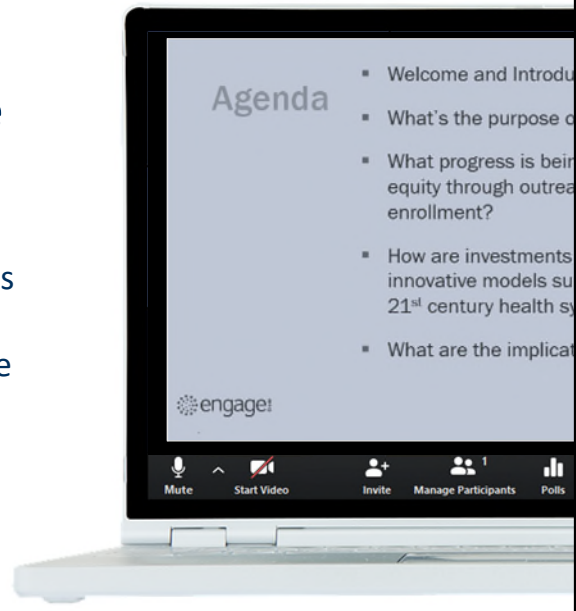 Agenda
▪ Welcome and Introdu
▪ What's the purpose o
▪ What progress is bein
equity through outrea
enrollment?
▪ How are investments
innovative models su
21st century health sy
▪ What are the implicat
engage
Mute
Start Video
Invite
1
Manage Participants
Polls
e
s
e